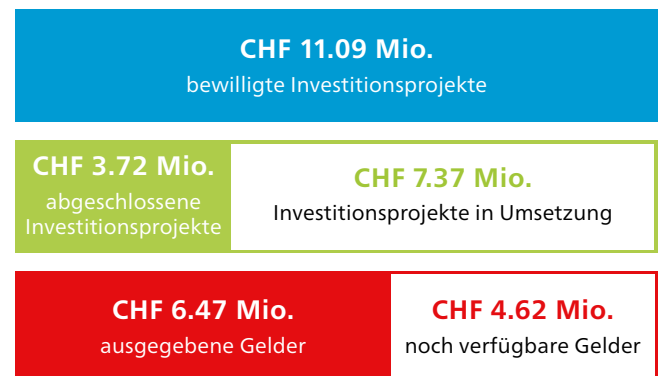 CHF 11.09 Mio.
bewilligte Investitionsprojekte
CHF 3.72 Mio.
abgeschlossene
Investitionsprojekte
CHF 7.37 Mio.
Investitionsprojekte in Umsetzung
CHF 6.47 Mio.
ausgegebene Gelder
CHF 4.62 Mio.
noch verfügbare Gelder